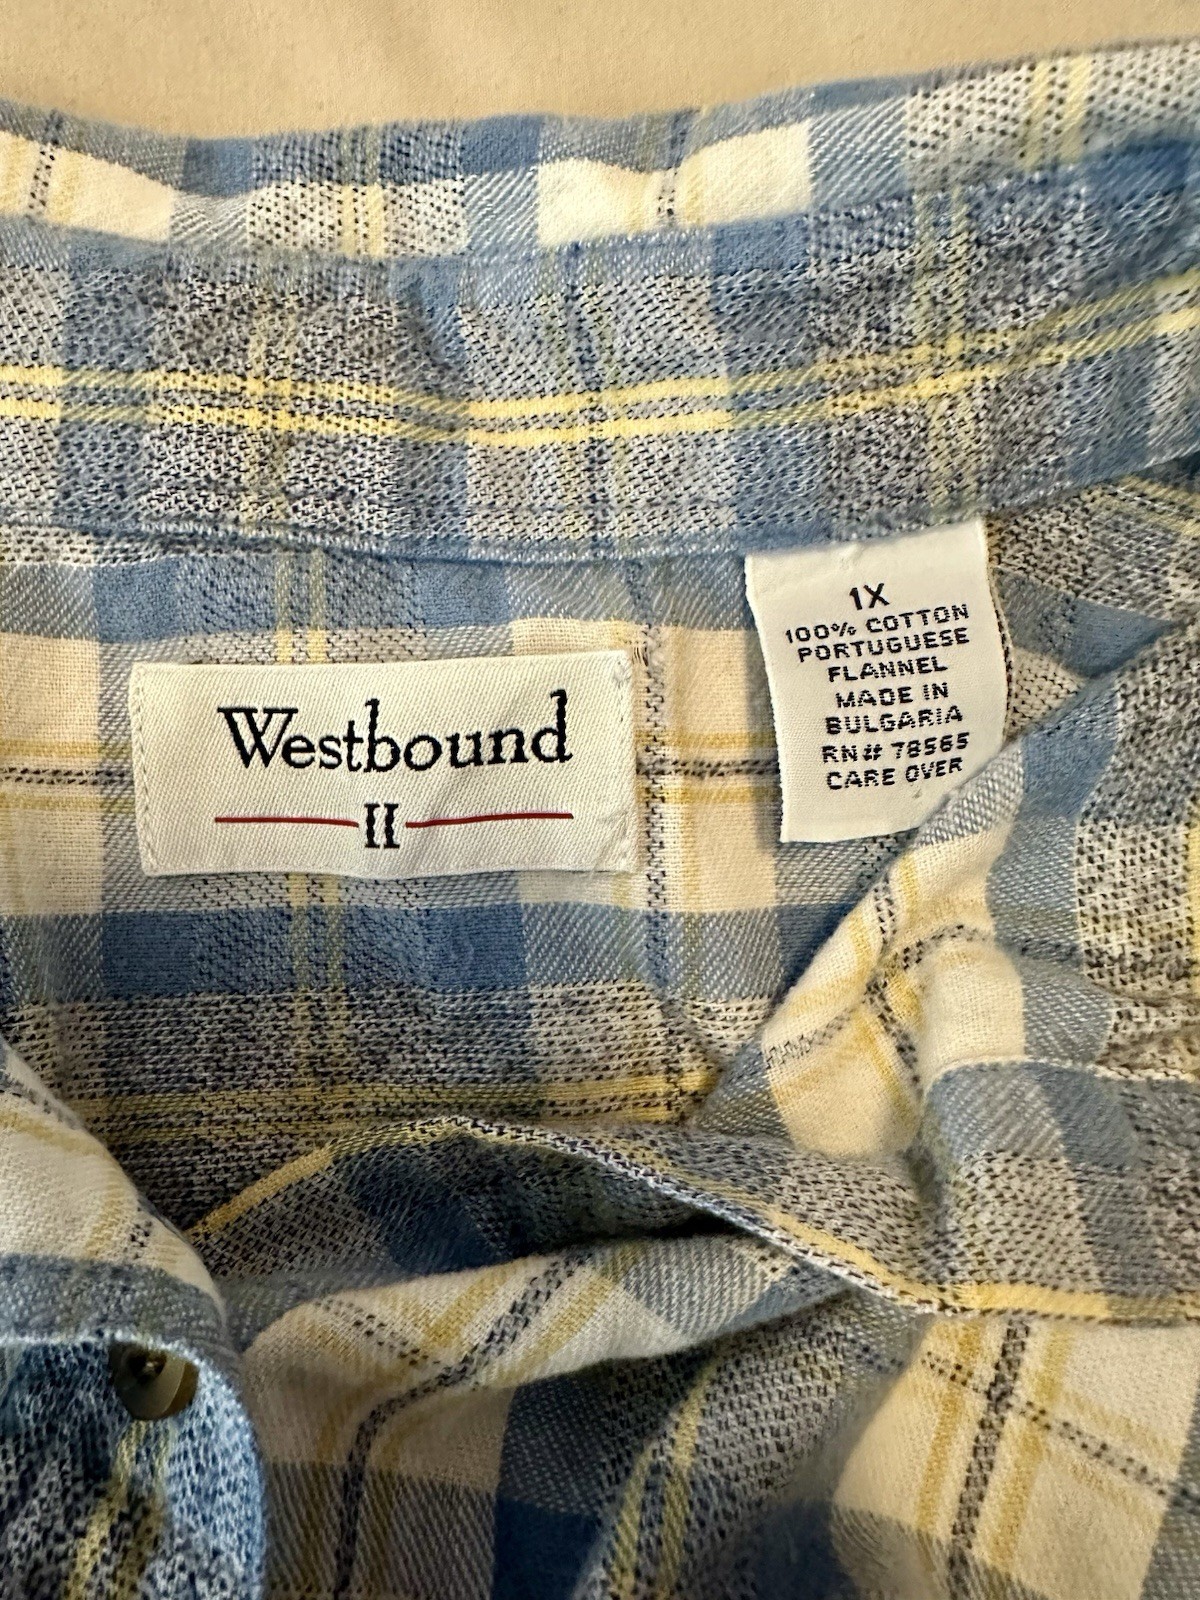 Westbound
II
1X
100% COTTON
PORTUGUESE
FLANNEL
MADE IN
BULGARIA
RN# 78565
CARE OVER